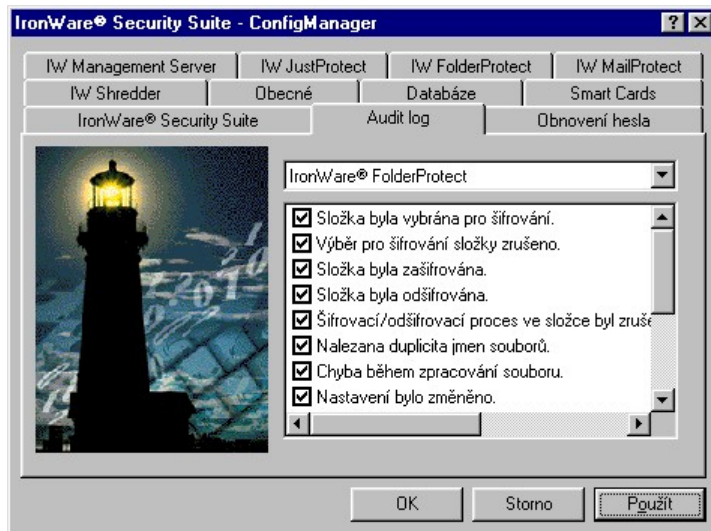 IronWare® Security Suite - ConfigManager
IW Management Server
IW JustProtect
IW FolderProtect
IW MailProtect
IW Shredder
Obecné
Databáze
Smart Cards
IronWare® Security Suite
Audit log
Obnovení hesla
IronWare® FolderProtect
Složka byla vybrána pro šifrování.
Výběr pro šifrování složky zrušeno.
Složka byla zašifrována.
Složka byla odšifrována.
Šifrovací/odšifrovací proces ve složce byl zruše
Nalezana duplicita jmen souborů.
Chyba během zpracování souboru.
Nastavení bylo změněno.
OK
Storno
Použít